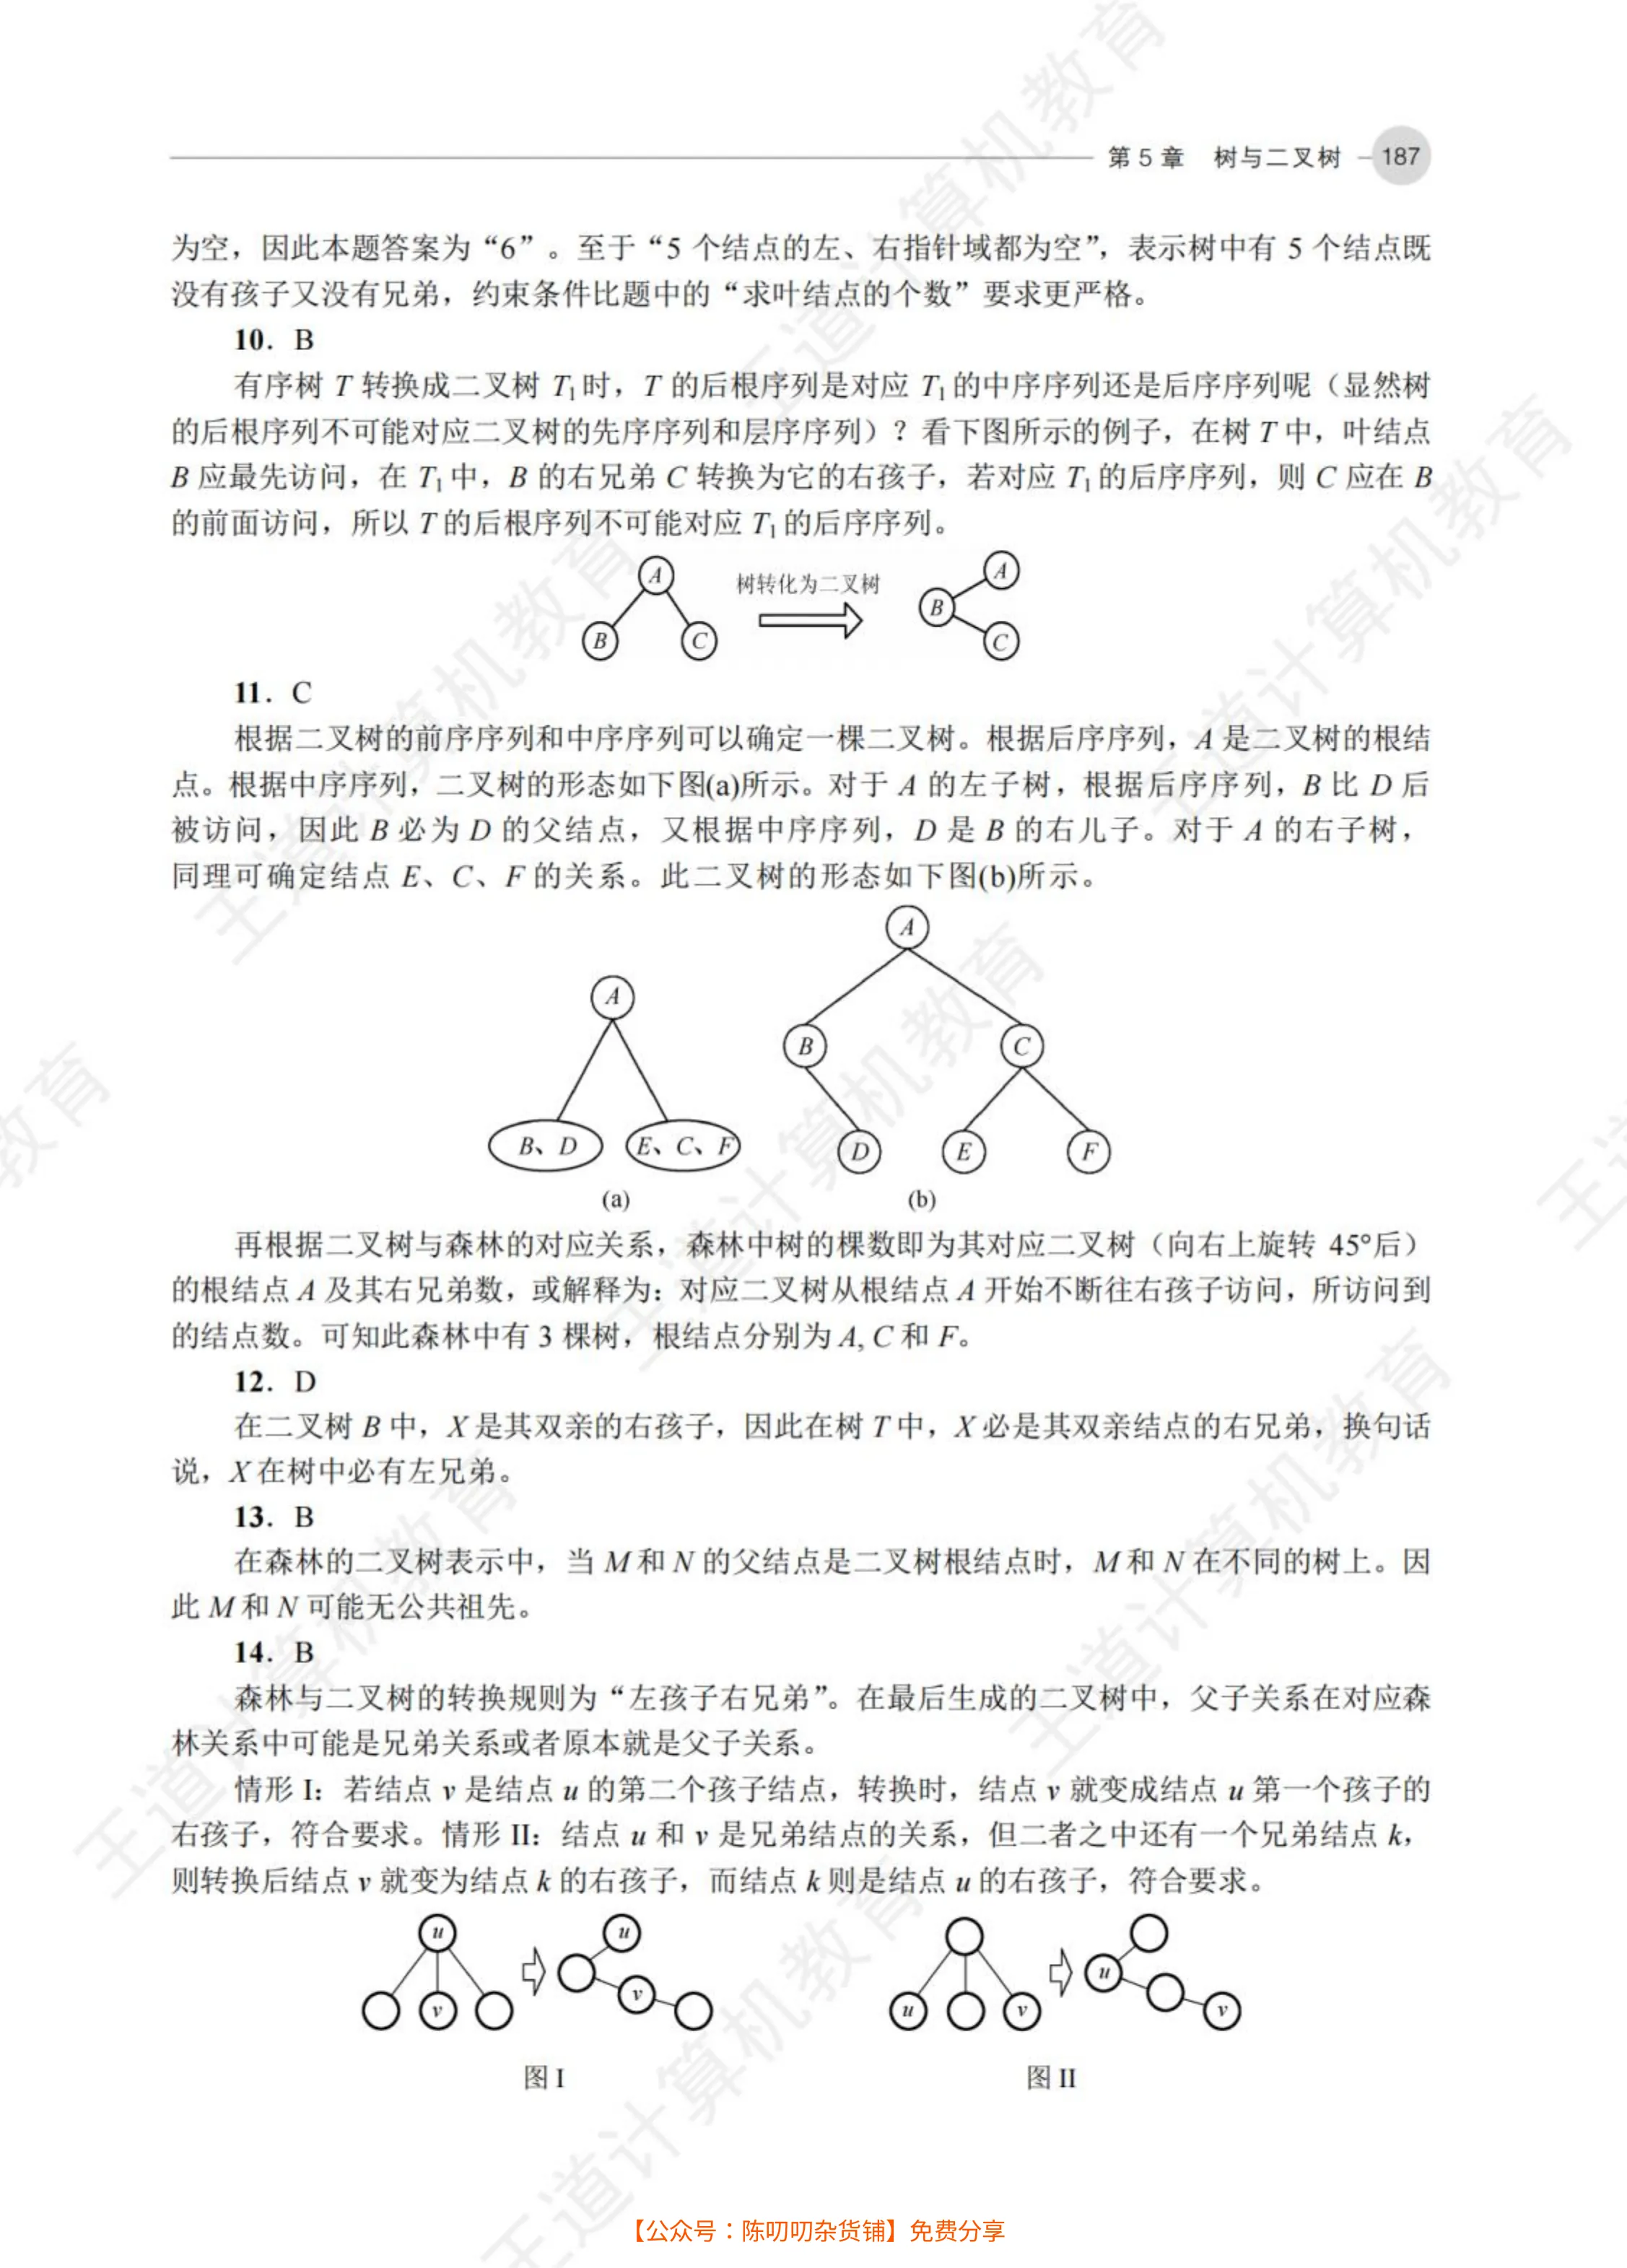 第 5 章 树与二叉树 187
为空，因此本题答案为“6”。至于“5 个结点的左、右指针域都为空”，表示树中有 5 个结点既
没有孩子又没有兄弟，约束条件比题中的“求叶结点的个数”要求更严格。
10． B
有序树 T 转换成二叉树 T₁时，T 的后根序列是对应 T₁的中序序列还是后序序列呢（显然树
的后根序列不可能对应二叉树的先序序列和层序序列）？看下图所示的例子，在树 T 中，叶结点
B 应最先访问，在 T₁中，B 的右兄弟 C 转换为它的右孩子，若对应 T₁的后序序列，则 C 应在 B
的前面访问，所以 T 的后根序列不可能对应 T₁的后序序列。
A 树转化为二叉树 A
B
B C C
11． C
根据二叉树的前序序列和中序序列可以确定一棵二叉树。根据后序序列，A 是二叉树的根结
点。根据中序序列，二叉树的形态如下图(a)所示。对于 A 的左子树，根据后序序列，B 比 D 后
被访问，因此 B 必为 D 的父结点，又根据中序序列，D 是 B 的右儿子。对于 A 的右子树，
同理可确定结点 E、C、F 的关系。此二叉树的形态如下图(b)所示。
A
A
B C
B、D E、C、F D E F
(a) (b)
再根据二叉树与森林的对应关系，森林中树的棵数即为其对应二叉树（向右上旋转 45°后）
的根结点 A 及其右兄弟数，或解释为：对应二叉树从根结点 A 开始不断往右孩子访问，所访问到
的结点数。可知此森林中有 3 棵树，根结点分别为 A, C 和 F。
12． D
在二叉树 B 中，X 是其双亲的右孩子，因此在树 T 中，X 必是其双亲结点的右兄弟，换句话
说，X 在树中必有左兄弟。
13． B
在森林的二叉树表示中，当 M 和 N 的父结点是二叉树根结点时，M 和 N 在不同的树上。因
此 M 和 N 可能无公共祖先。
14． B
森林与二叉树的转换规则为“左孩子右兄弟”。在最后生成的二叉树中，父子关系在对应森
林关系中可能是兄弟关系或者原本就是父子关系。
情形 I：若结点 v 是结点 u 的第二个孩子结点，转换时，结点 v 就变成结点 u 第一个孩子的
右孩子，符合要求。情形 II：结点 u 和 v 是兄弟结点的关系，但二者之中还有一个兄弟结点 k，
则转换后结点 v 就变为结点 k 的右孩子，而结点 k 则是结点 u 的右孩子，符合要求。
u u
u
v v u v v
图 I 图 II
【公众号：陈叨叨杂货铺】免费分享
王道计算机教育